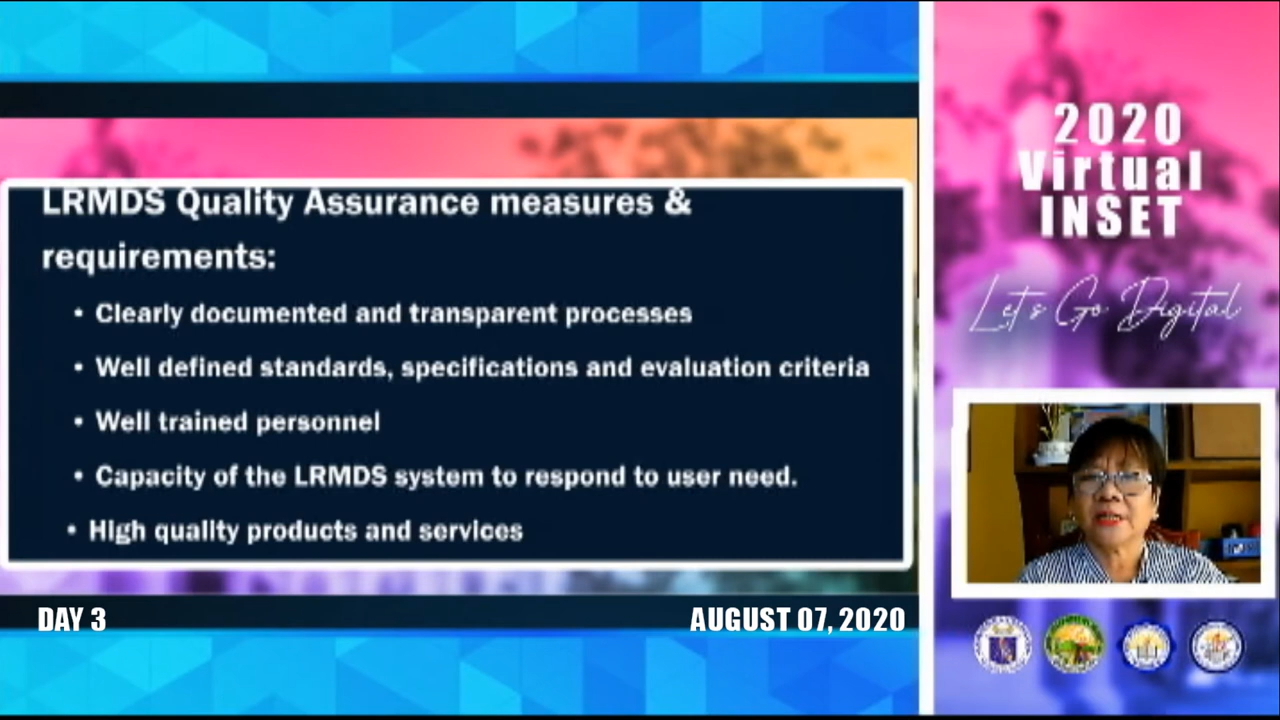 LRMDS Quality Assurance measures &
requirements:
• Clearly documented and transparent processes
• Well defined standards, specifications and evaluation criteria
• Well trained personnel
• Capacity of the LRMDS system to respond to user need.
• High quality products and services
DAY 3
AUGUST 07, 2020
2020
Virtual
INSET
Let's Go Digital